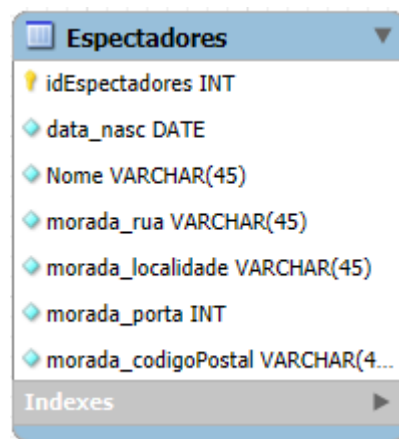 Espectadores
idEspectadores INT
data_nasc DATE
Nome VARCHAR(45)
morada_rua VARCHAR(45)
morada_localidade VARCHAR(45)
morada_porta INT
morada_codigoPostal VARCHAR(4...
Indexes